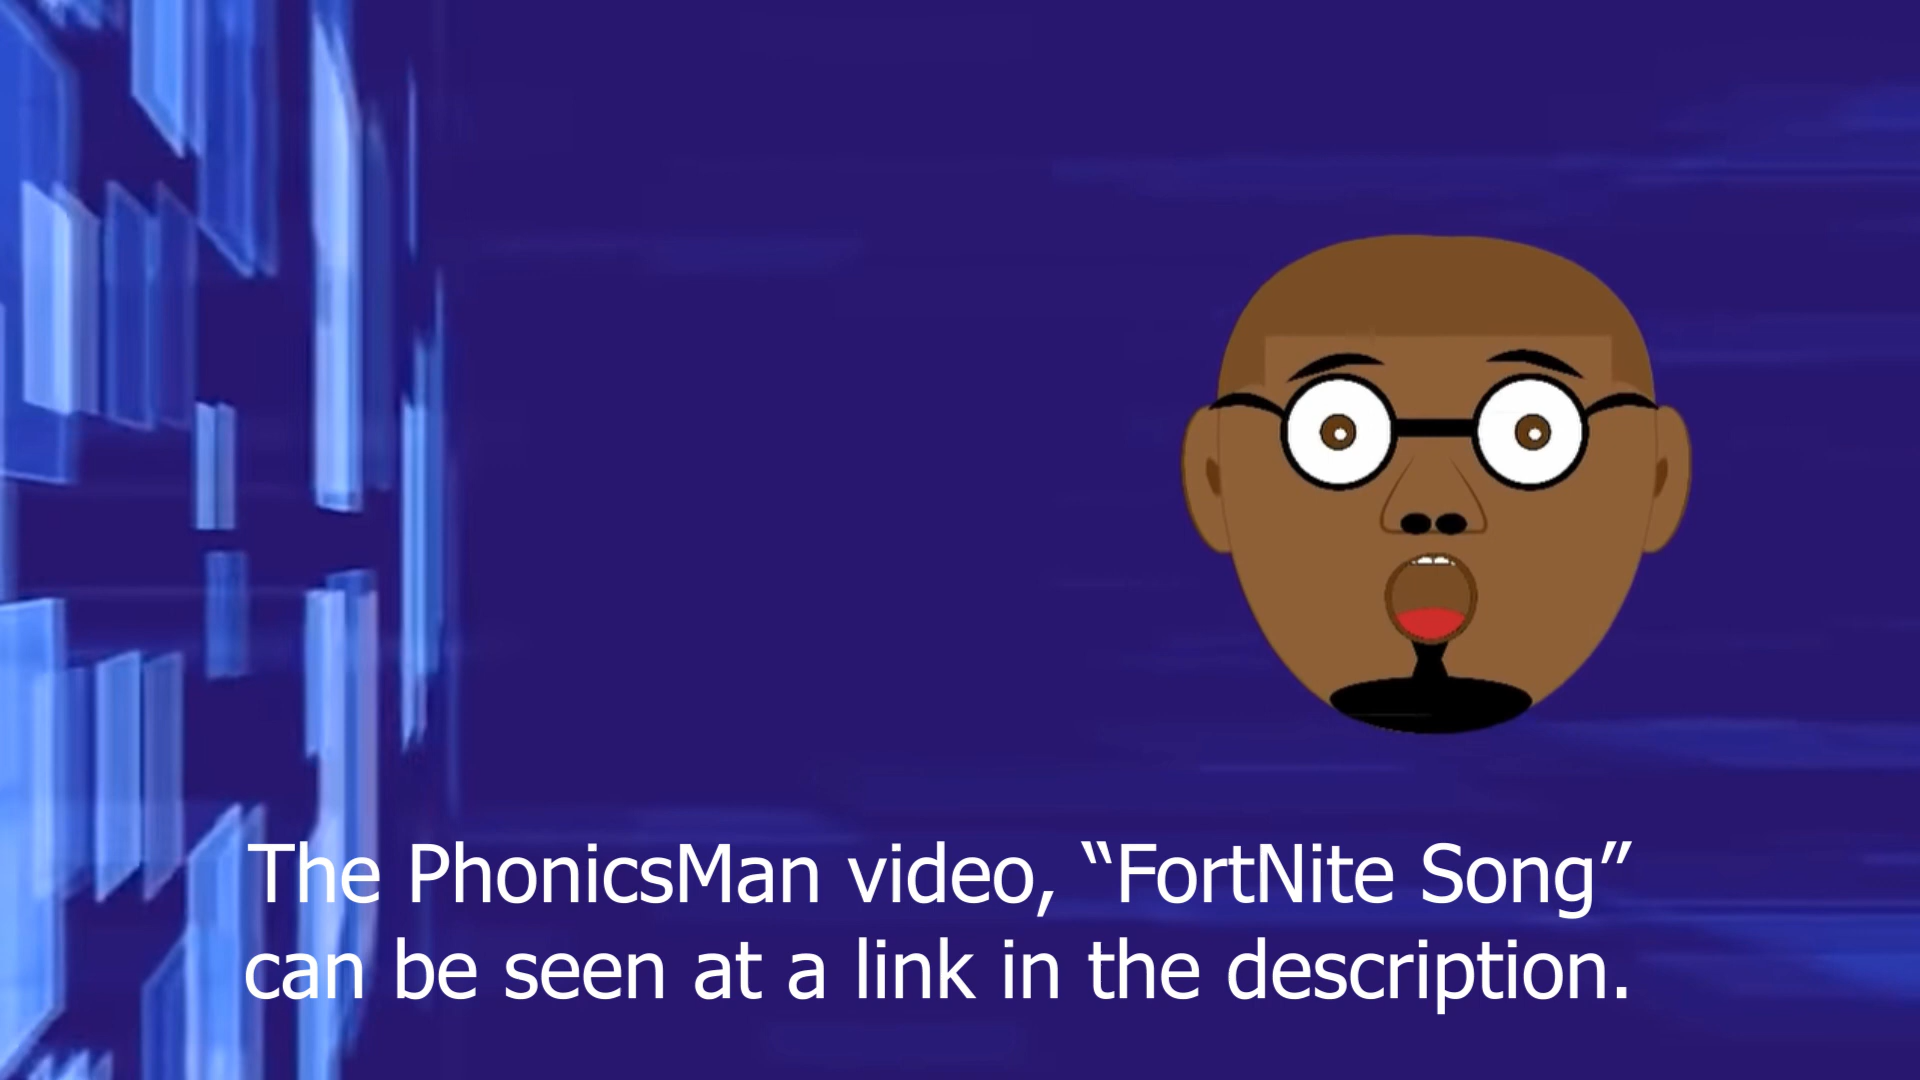 The PhonicsMan video, “FortNite Song”
can be seen at a link in the description.